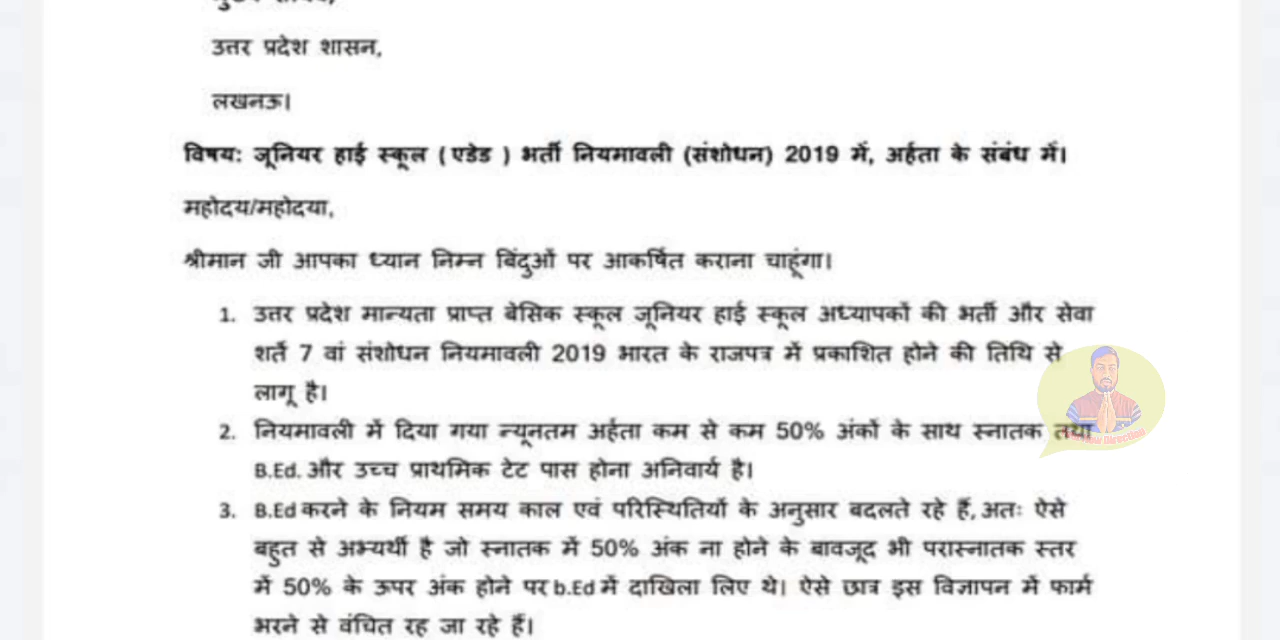 उत्तर प्रदेश शासन,
लखनऊ।
विषय: जूनियर हाई स्कूल ( एडेड ) भर्ती नियमावली (संशोधन) 2019 में, अर्हता के संबंध में।
महोदय/महोदया,
श्रीमान जी आपका ध्यान निम्न बिंदुओं पर आकर्षित कराना चाहूंगा।
1. उत्तर प्रदेश मान्यता प्राप्त बेसिक स्कूल जूनियर हाई स्कूल अध्यापकों की भर्ती और सेवा
शर्ते 7 वां संशोधन नियमावली 2019 भारत के राजपत्र में प्रकाशित होने की तिथि से
लागू है।
2. नियमावली में दिया गया न्यूनतम अर्हता कम से कम 50% अंकों के साथ स्नातक तथा
B.Ed. और उच्च प्राथमिक टेट पास होना अनिवार्य है।
3. B.Ed करने के नियम समय काल एवं परिस्थितियों के अनुसार बदलते रहे हैं, अतः ऐसे
बहुत से अभ्यर्थी है जो स्नातक में 50% अंक ना होने के बावजूद भी परास्नातक स्तर
में 50% के ऊपर अंक होने पर b.Ed में दाखिला लिए थे। ऐसे छात्र इस विज्ञापन में फार्म
भरने से वंचित रह जा रहे हैं।